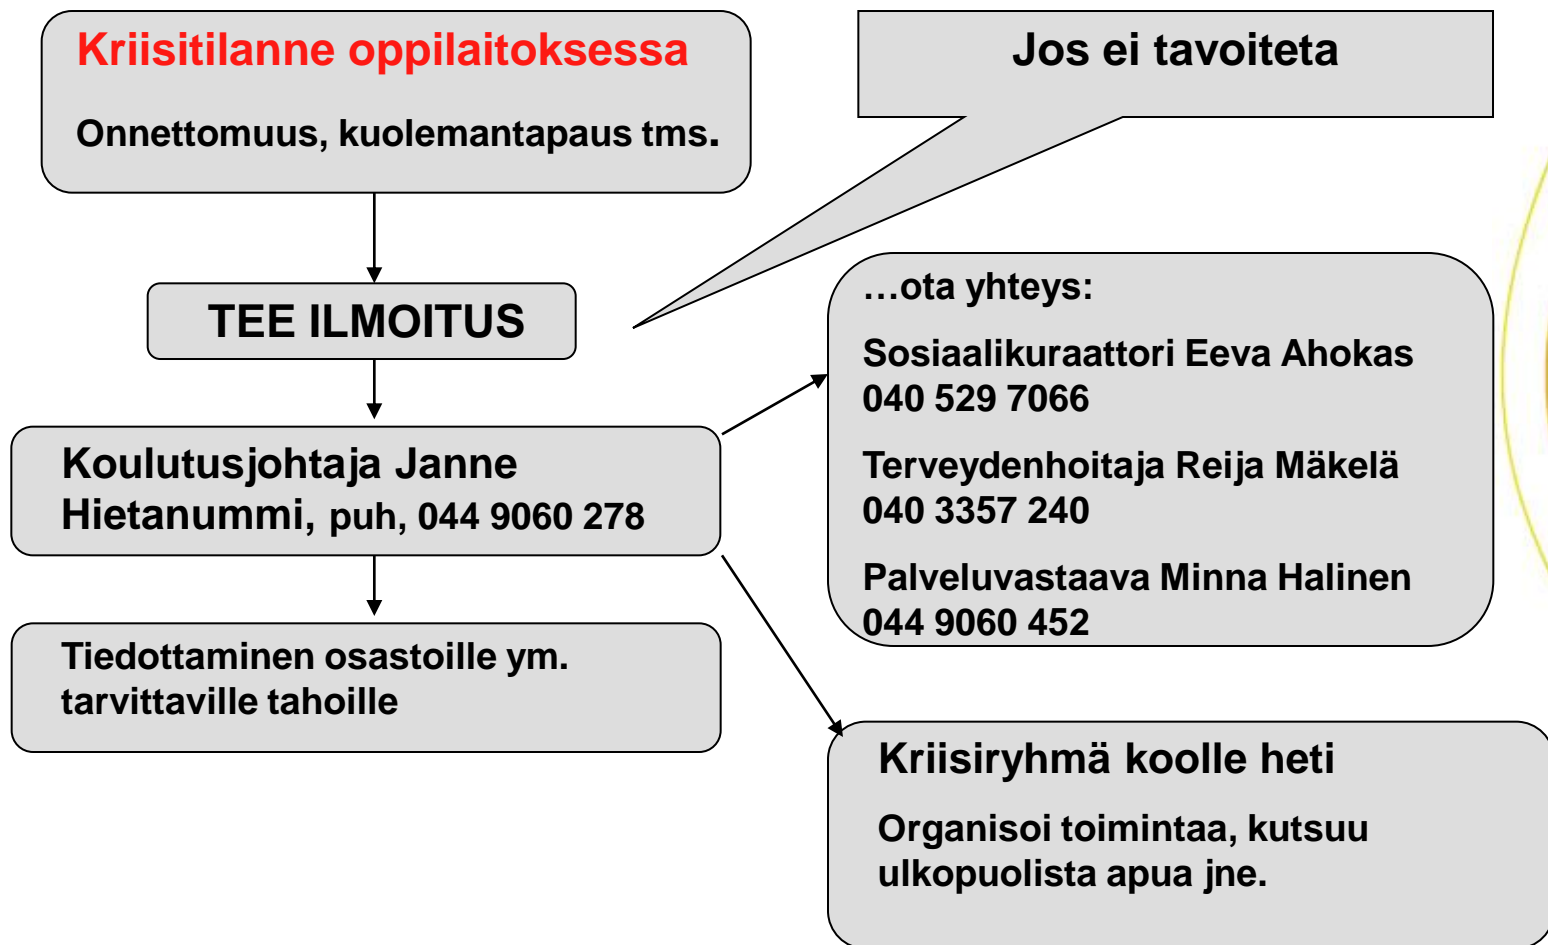 Kriisitilanne oppilaitoksessa
Onnettomuus, kuolemantapaus tms.
Jos ei tavoiteta
TEE ILMOITUS
…ota yhteys:
Sosiaalikuraattori Eeva Ahokas
040 529 7066
Terveydenhoitaja Reija Mäkelä
040 3357 240
Palveluvastaava Minna Halinen
044 9060 452
Koulutusjohtaja Janne
Hietanummi, puh, 044 9060 278
Tiedottaminen osastoille ym.
tarvittaville tahoille
Kriisiryhmä koolle heti
Organisoi toimintaa, kutsuu
ulkopuolista apua jne.